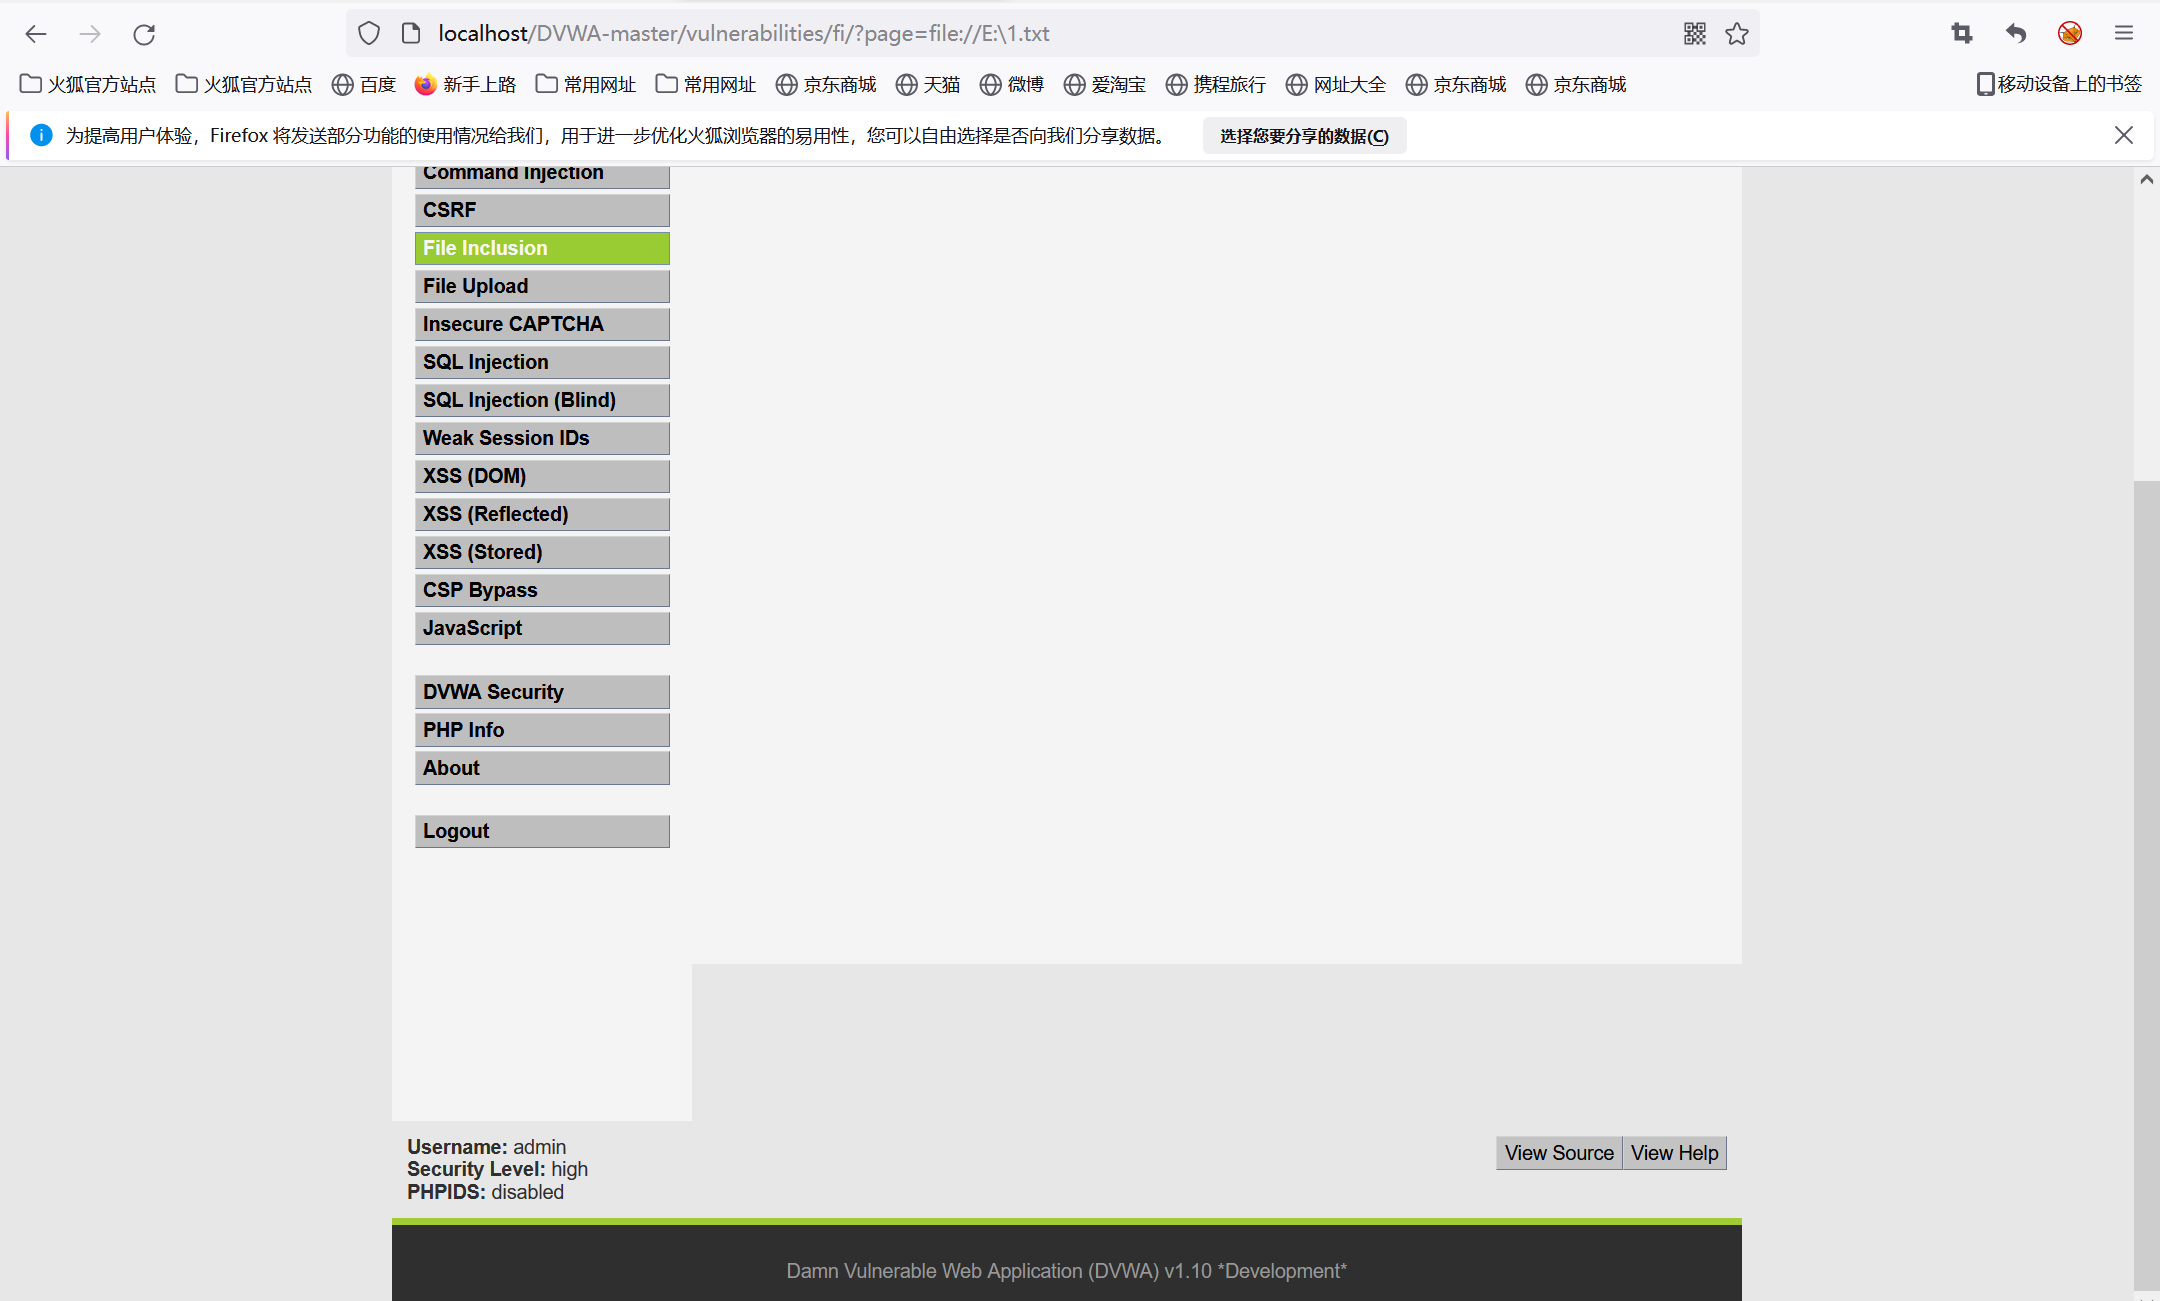 localhost/DVWA-master/vulnerabilities/fi/?page=file://E:\1.txt
火狐官方站点 火狐官方站点 百度 新手上路 常用网址 常用网址 京东商城 天猫 微博 爱淘宝 携程旅行 网址大全 京东商城 京东商城 移动设备上的书签
为提高用户体验，Firefox 将发送部分功能的使用情况给我们，用于进一步优化火狐浏览器的易用性，您可以自由选择是否向我们分享数据。 选择您要分享的数据(C)
Command Injection
CSRF
File Inclusion
File Upload
Insecure CAPTCHA
SQL Injection
SQL Injection (Blind)
Weak Session IDs
XSS (DOM)
XSS (Reflected)
XSS (Stored)
CSP Bypass
JavaScript
DVWA Security
PHP Info
About
Logout
Username: admin
Security Level: high
PHPIDS: disabled
View Source View Help
Damn Vulnerable Web Application (DVWA) v1.10 *Development*